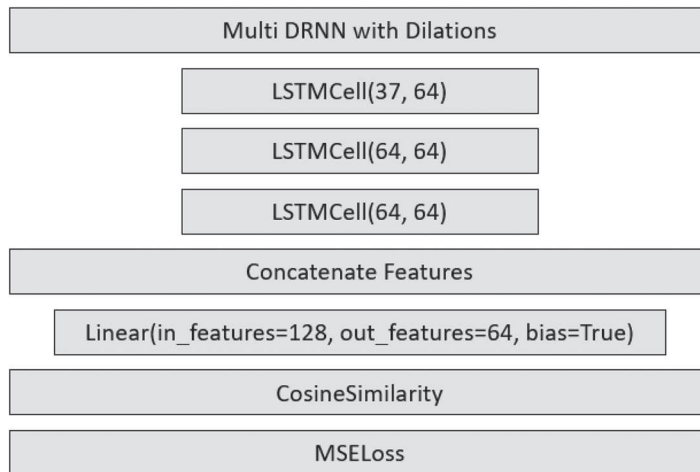 Multi DRNN with Dilations
LSTMCell(37, 64)
LSTMCell(64, 64)
LSTMCell(64, 64)
Concatenate Features
Linear(in_features=128, out_features=64, bias=True)
CosineSimilarity
MSELoss